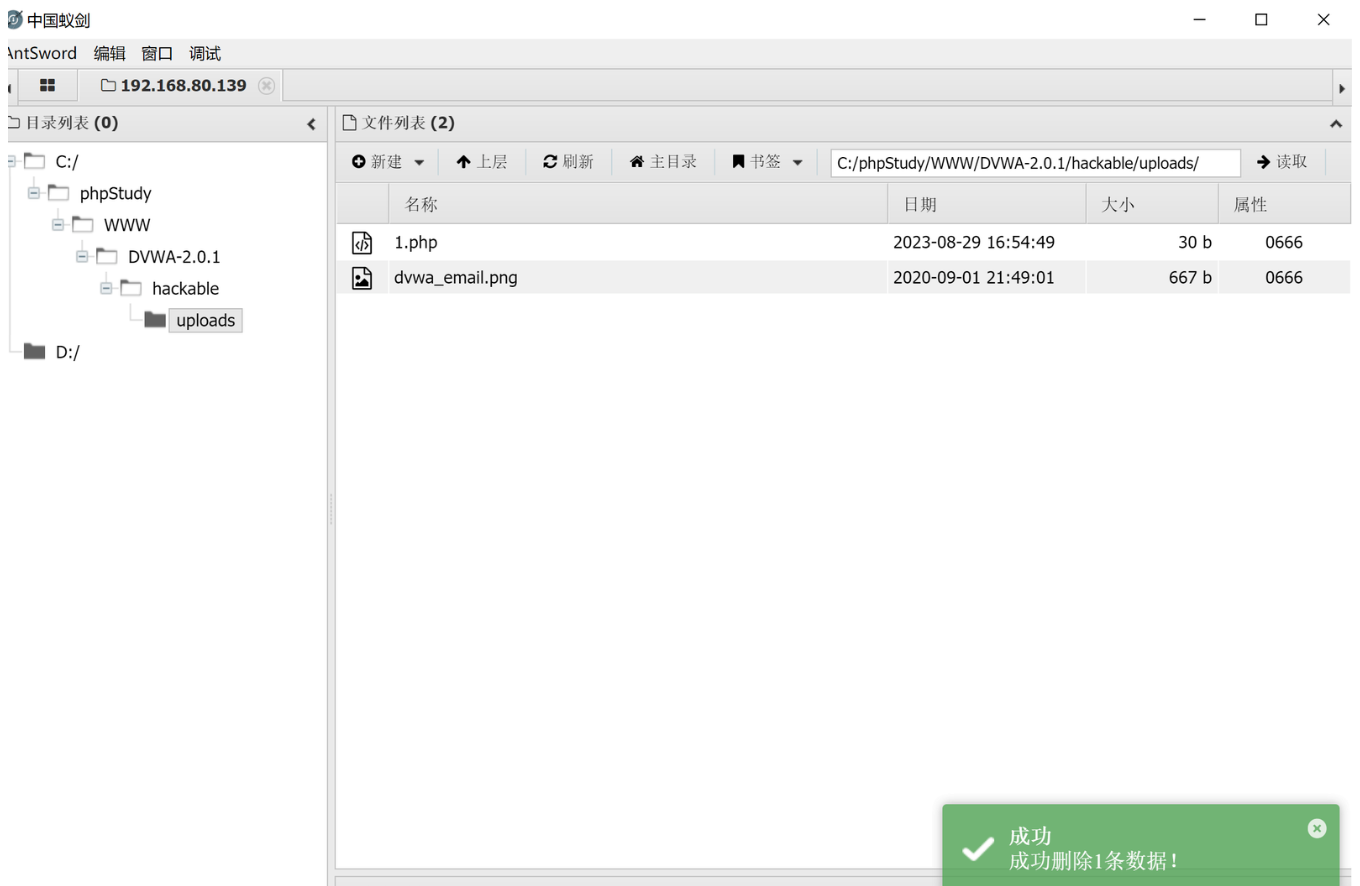 中国蚁剑
AntSword 编辑 窗口 调试
192.168.80.139
目录列表 (0)
文件列表 (2)
新建 上层 刷新 主目录 书签 C:/phpStudy/WWW/DVWA-2.0.1/hackable/uploads/ 读取
C:/
phpStudy
WWW
DVWA-2.0.1
hackable
uploads
D:/
名称 日期 大小 属性
1.php 2023-08-29 16:54:49 30 b 0666
dvwa_email.png 2020-09-01 21:49:01 667 b 0666
成功
成功删除1条数据!